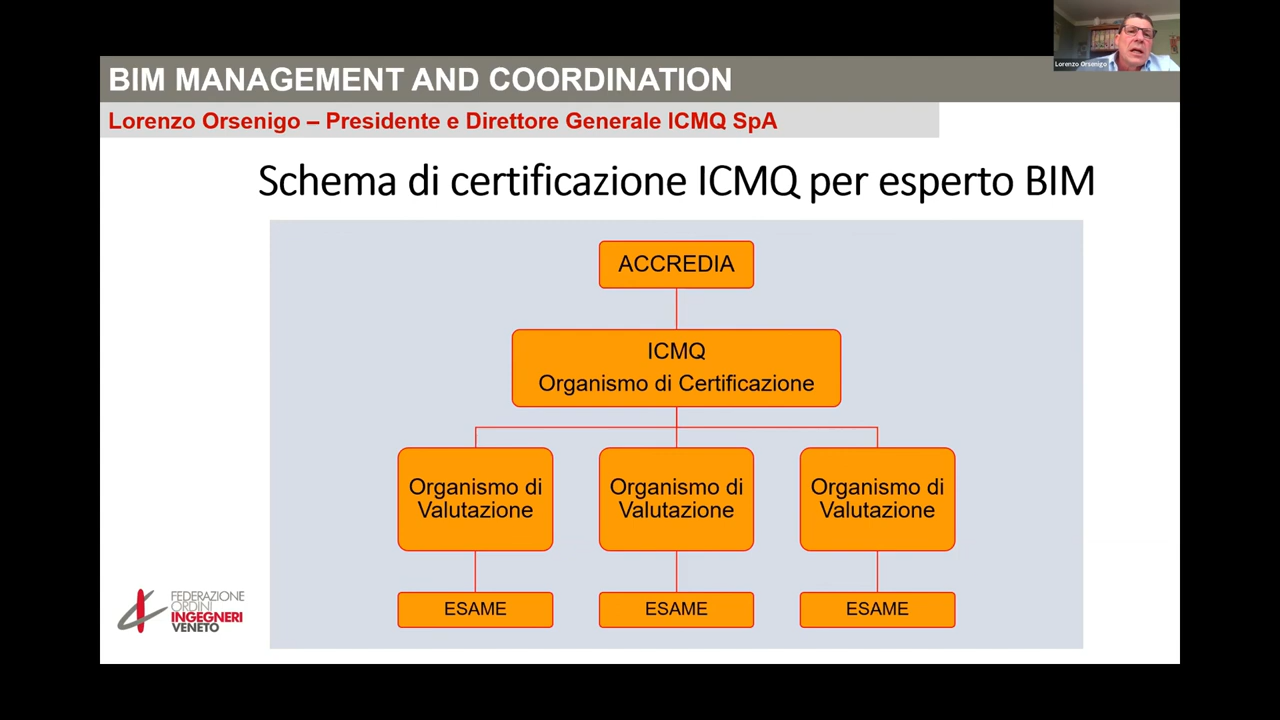 Lorenzo Orsenigo
BIM MANAGEMENT AND COORDINATION
Lorenzo Orsenigo – Presidente e Direttore Generale ICMQ SpA
Schema di certificazione ICMQ per esperto BIM
ACCREDIA
ICMQ
Organismo di Certificazione
Organismo di
Valutazione
Organismo di
Valutazione
Organismo di
Valutazione
ESAME
ESAME
ESAME
FEDERAZIONE
ORDINI
INGEGNERI
VENETO